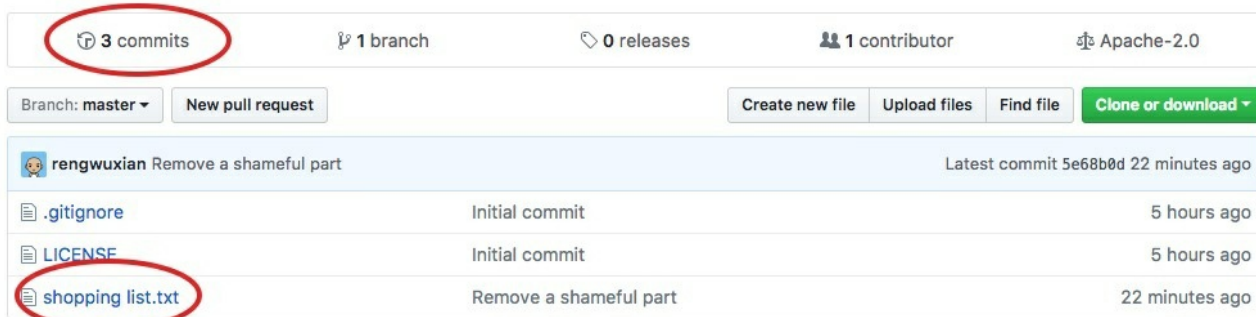 3 commits 1 branch 0 releases 1 contributor Apache-2.0
Branch: master New pull request Create new file Upload files Find file Clone or download
rengwuxian Remove a shameful part Latest commit 5e68b0d 22 minutes ago
.gitignore Initial commit 5 hours ago
LICENSE Initial commit 5 hours ago
shopping list.txt Remove a shameful part 22 minutes ago